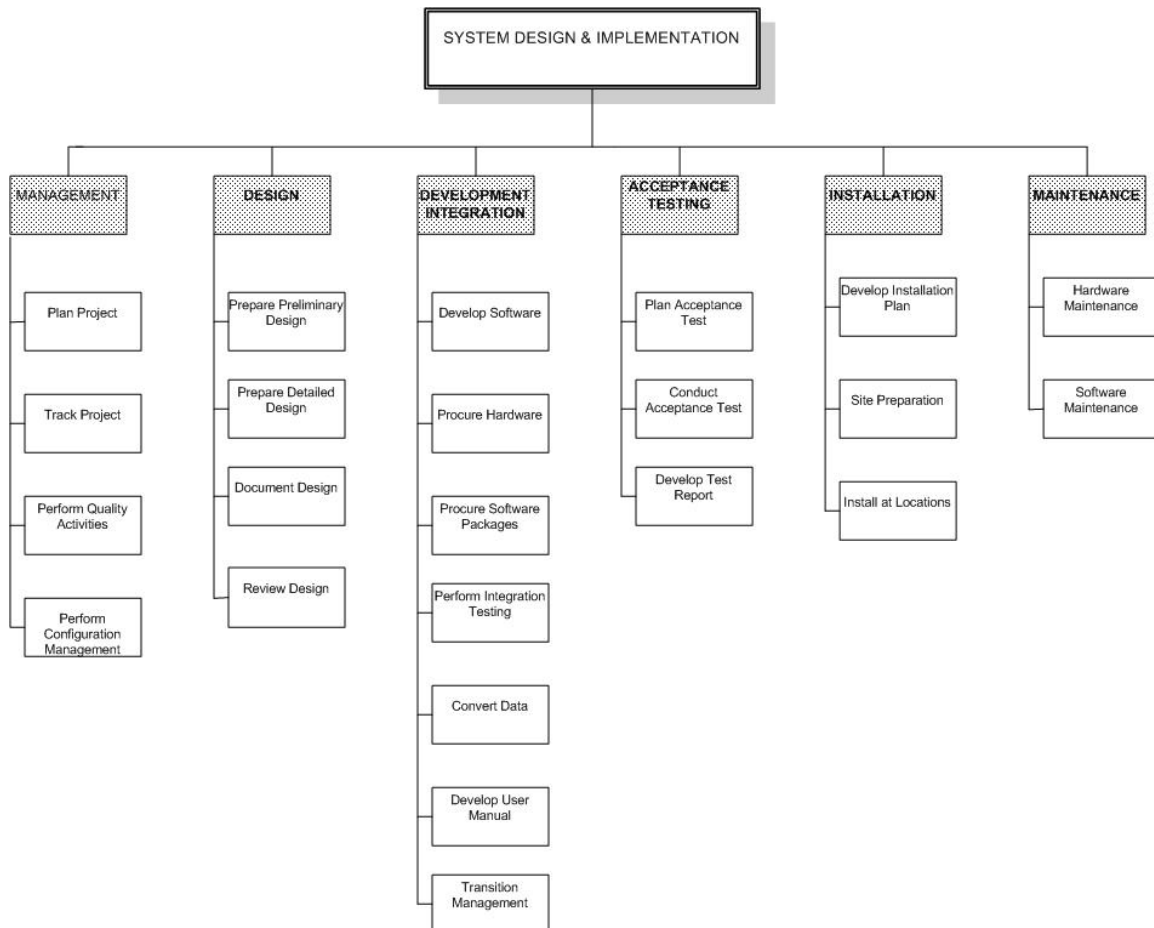 SYSTEM DESIGN & IMPLEMENTATION
MANAGEMENT
DESIGN
DEVELOPMENT
INTEGRATION
ACCEPTANCE
TESTING
INSTALLATION
MAINTENANCE
Plan Project
Track Project
Perform Quality
Activities
Perform
Configuration
Management
Prepare Preliminary
Design
Prepare Detailed
Design
Document Design
Review Design
Develop Software
Procure Hardware
Procure Software
Packages
Perform Integration
Testing
Convert Data
Develop User
Manual
Transition
Management
Plan Acceptance
Test
Conduct
Acceptance Test
Develop Test
Report
Develop Installation
Plan
Site Preparation
Install at Locations
Hardware
Maintenance
Software
Maintenance